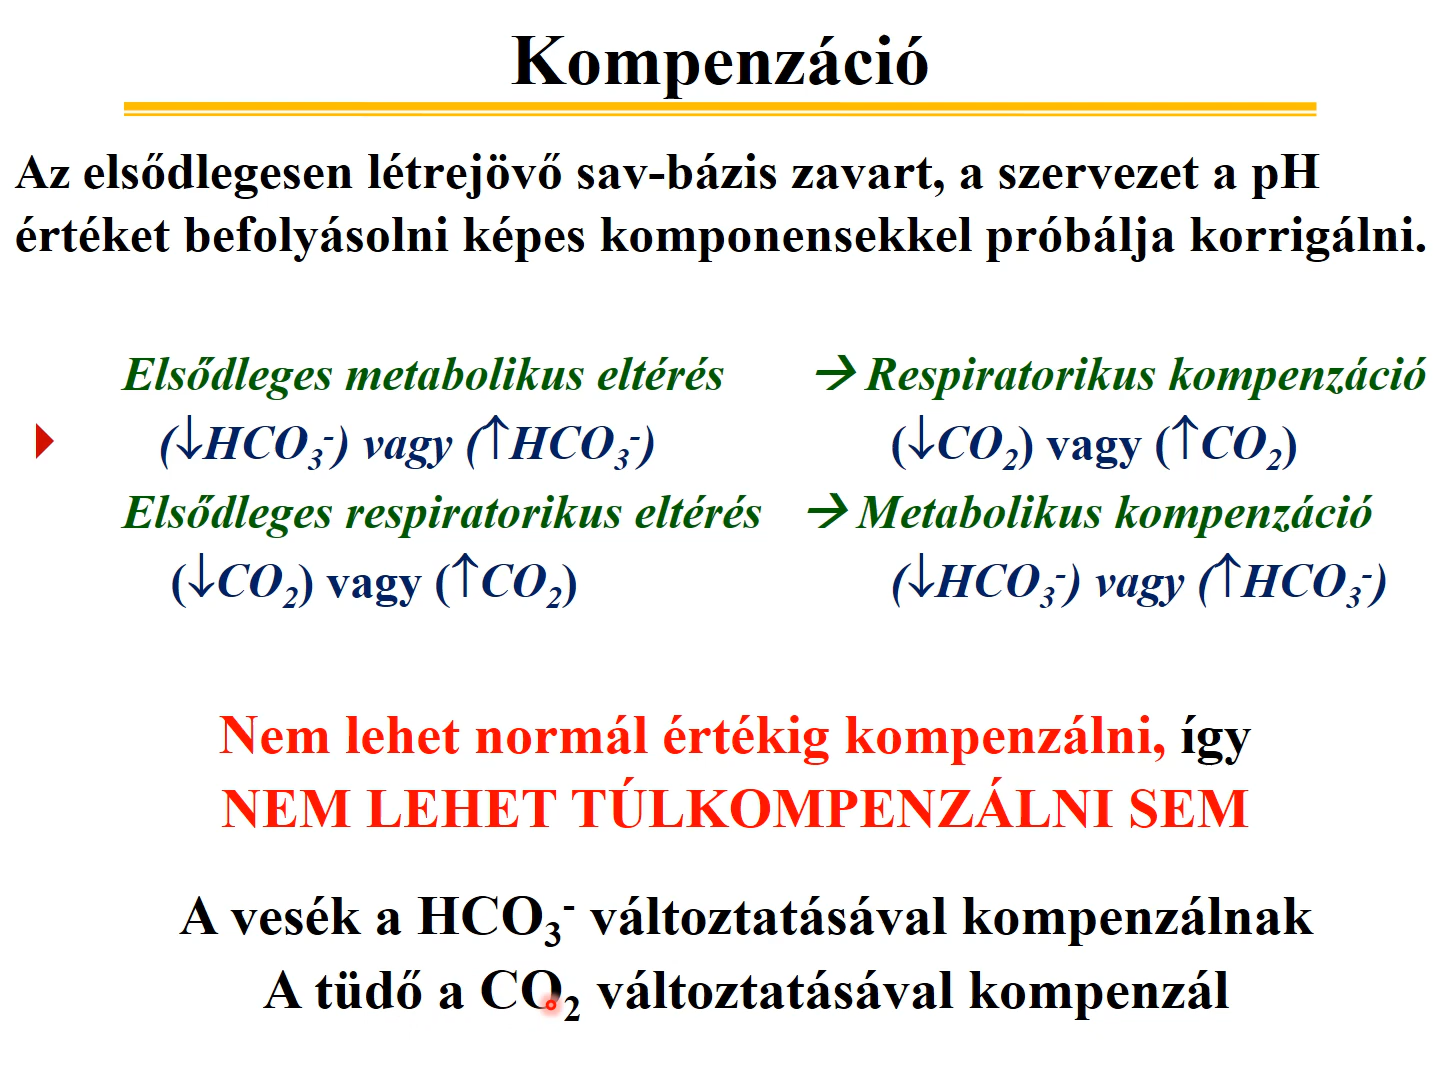 Kompenzáció
Az elsődlegesen létrejövő sav-bázis zavart, a szervezet a pH
értéket befolyásolni képes komponensekkel próbálja korrigálni.
Elsődleges metabolikus eltérés → Respiratorikus kompenzáció
(↓HCO₃⁻) vagy (↑HCO₃⁻) (↓CO₂) vagy (↑CO₂)
Elsődleges respiratorikus eltérés → Metabolikus kompenzáció
(↓CO₂) vagy (↑CO₂) (↓HCO₃⁻) vagy (↑HCO₃⁻)
Nem lehet normál értékig kompenzálni, így
NEM LEHET TÚLKOMPENZÁLNI SEM
A vesék a HCO₃⁻ változtatásával kompenzálnak
A tüdő a CO₂ változtatásával kompenzál